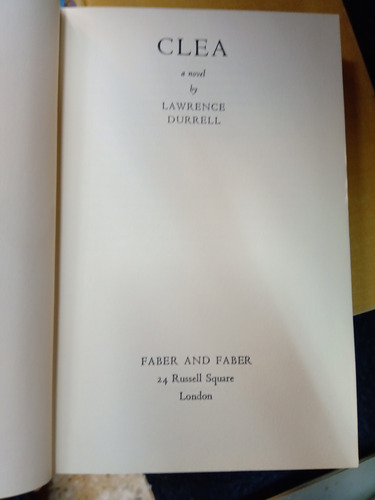 CLEA
a novel
by
LAWRENCE
DURRELL
FABER AND FABER
24 Russell Square
London